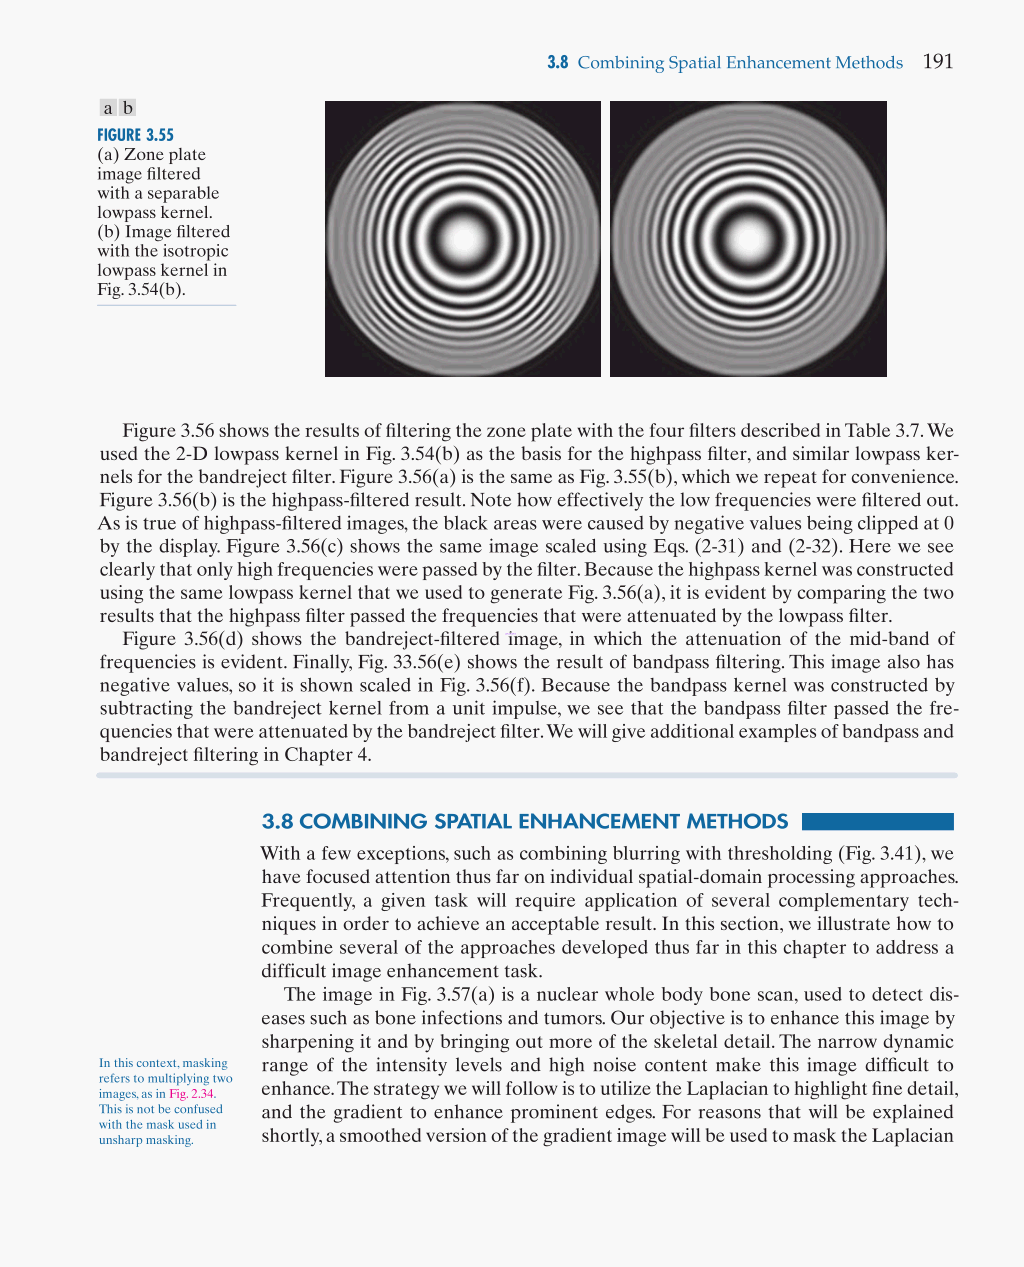 3.8 Combining Spatial Enhancement Methods 191
a b
FIGURE 3.55
(a) Zone plate
image filtered
with a separable
lowpass kernel.
(b) Image filtered
with the isotropic
lowpass kernel in
Fig. 3.54(b).
Figure 3.56 shows the results of filtering the zone plate with the four filters described in Table 3.7. We
used the 2-D lowpass kernel in Fig. 3.54(b) as the basis for the highpass filter, and similar lowpass ker-
nels for the bandreject filter. Figure 3.56(a) is the same as Fig. 3.55(b), which we repeat for convenience.
Figure 3.56(b) is the highpass-filtered result. Note how effectively the low frequencies were filtered out.
As is true of highpass-filtered images, the black areas were caused by negative values being clipped at 0
by the display. Figure 3.56(c) shows the same image scaled using Eqs. (2-31) and (2-32). Here we see
clearly that only high frequencies were passed by the filter. Because the highpass kernel was constructed
using the same lowpass kernel that we used to generate Fig. 3.56(a), it is evident by comparing the two
results that the highpass filter passed the frequencies that were attenuated by the lowpass filter.
Figure 3.56(d) shows the bandreject-filtered image, in which the attenuation of the mid-band of
frequencies is evident. Finally, Fig. 33.56(e) shows the result of bandpass filtering. This image also has
negative values, so it is shown scaled in Fig. 3.56(f). Because the bandpass kernel was constructed by
subtracting the bandreject kernel from a unit impulse, we see that the bandpass filter passed the fre-
quencies that were attenuated by the bandreject filter. We will give additional examples of bandpass and
bandreject filtering in Chapter 4.
3.8 COMBINING SPATIAL ENHANCEMENT METHODS
With a few exceptions, such as combining blurring with thresholding (Fig. 3.41), we
have focused attention thus far on individual spatial-domain processing approaches.
Frequently, a given task will require application of several complementary tech-
niques in order to achieve an acceptable result. In this section, we illustrate how to
combine several of the approaches developed thus far in this chapter to address a
difficult image enhancement task.
The image in Fig. 3.57(a) is a nuclear whole body bone scan, used to detect dis-
eases such as bone infections and tumors. Our objective is to enhance this image by
sharpening it and by bringing out more of the skeletal detail. The narrow dynamic
range of the intensity levels and high noise content make this image difficult to
enhance. The strategy we will follow is to utilize the Laplacian to highlight fine detail,
and the gradient to enhance prominent edges. For reasons that will be explained
shortly, a smoothed version of the gradient image will be used to mask the Laplacian
In this context, masking
refers to multiplying two
images, as in Fig. 2.34.
This is not be confused
with the mask used in
unsharp masking.